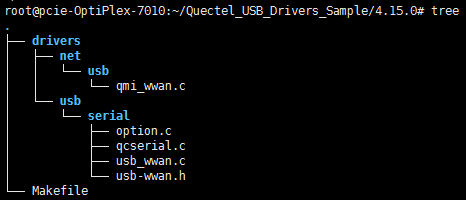 root@pcie-OptiPlex-7010:~/Quectel_USB_Drivers_Sample/4.15.0# tree
.
├── drivers
│   ├── net
│   │   └── usb
│   │       └── qmi_wwan.c
│   └── usb
│       └── serial
│           ├── option.c
│           ├── qcserial.c
│           ├── usb_wwan.c
│           └── usb-wwan.h
└── Makefile